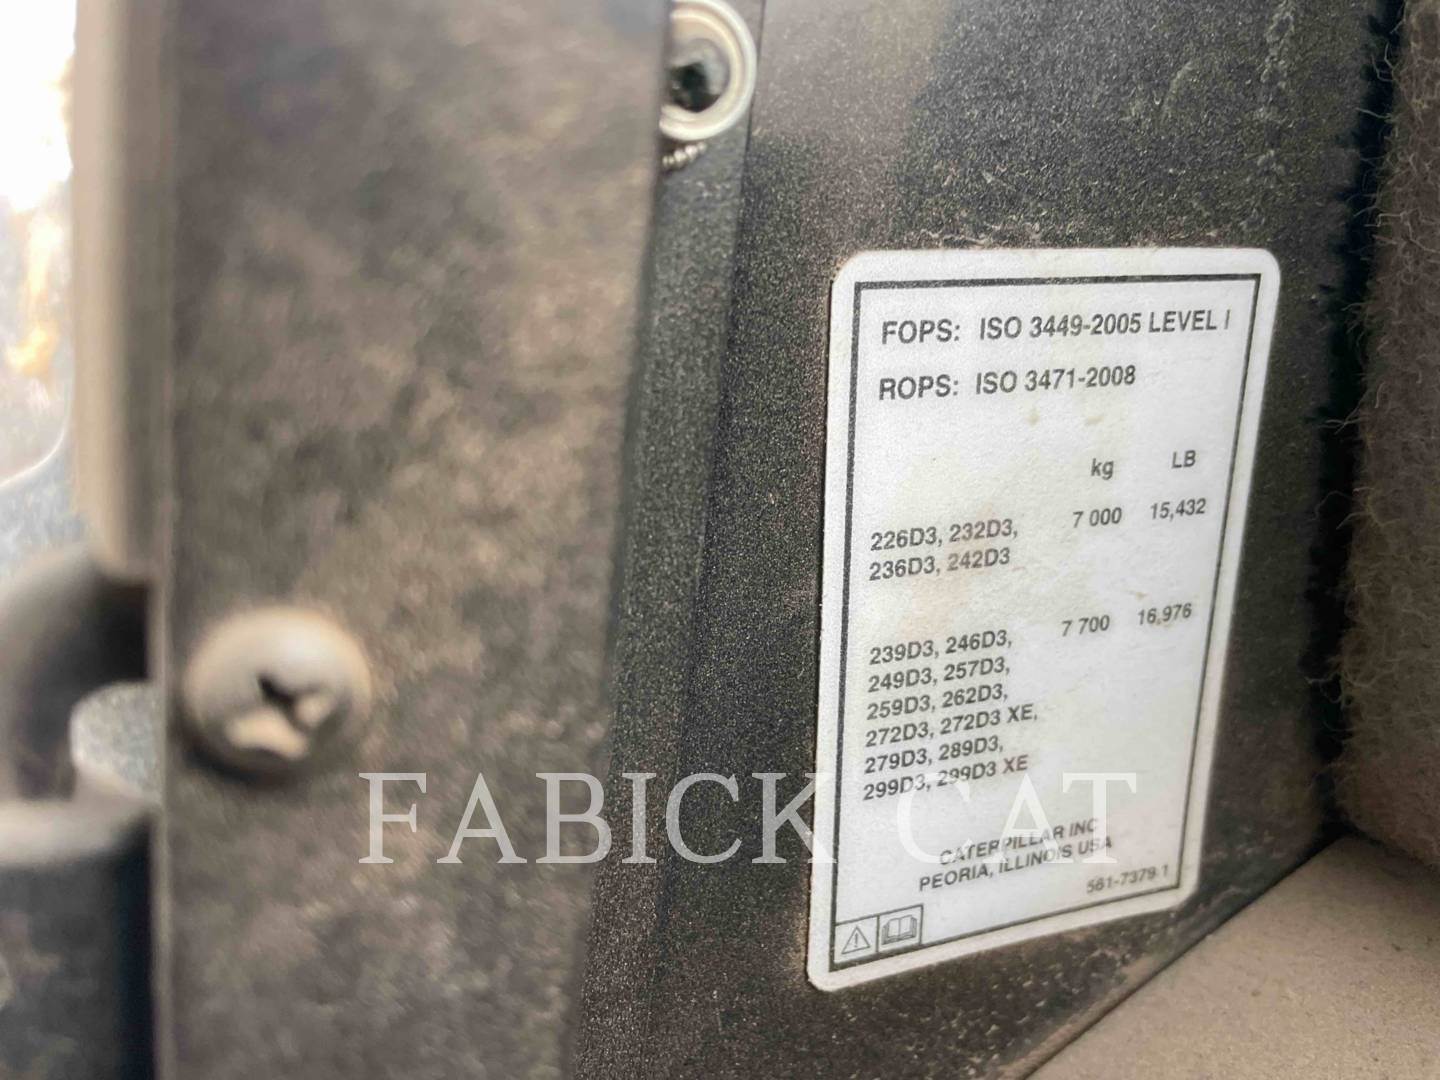 FOPS: ISO 3449-2005 LEVEL I
ROPS: ISO 3471-2008
kg LB
226D3, 232D3, 7 000 15,432
236D3, 242D3
239D3, 246D3, 7 700 16,976
249D3, 257D3,
259D3, 262D3,
272D3, 272D3 XE,
279D3, 289D3,
299D3, 299D3 XE
CATERPILLAR INC
PEORIA, ILLINOIS USA
561-7379 1
FABICK CAT